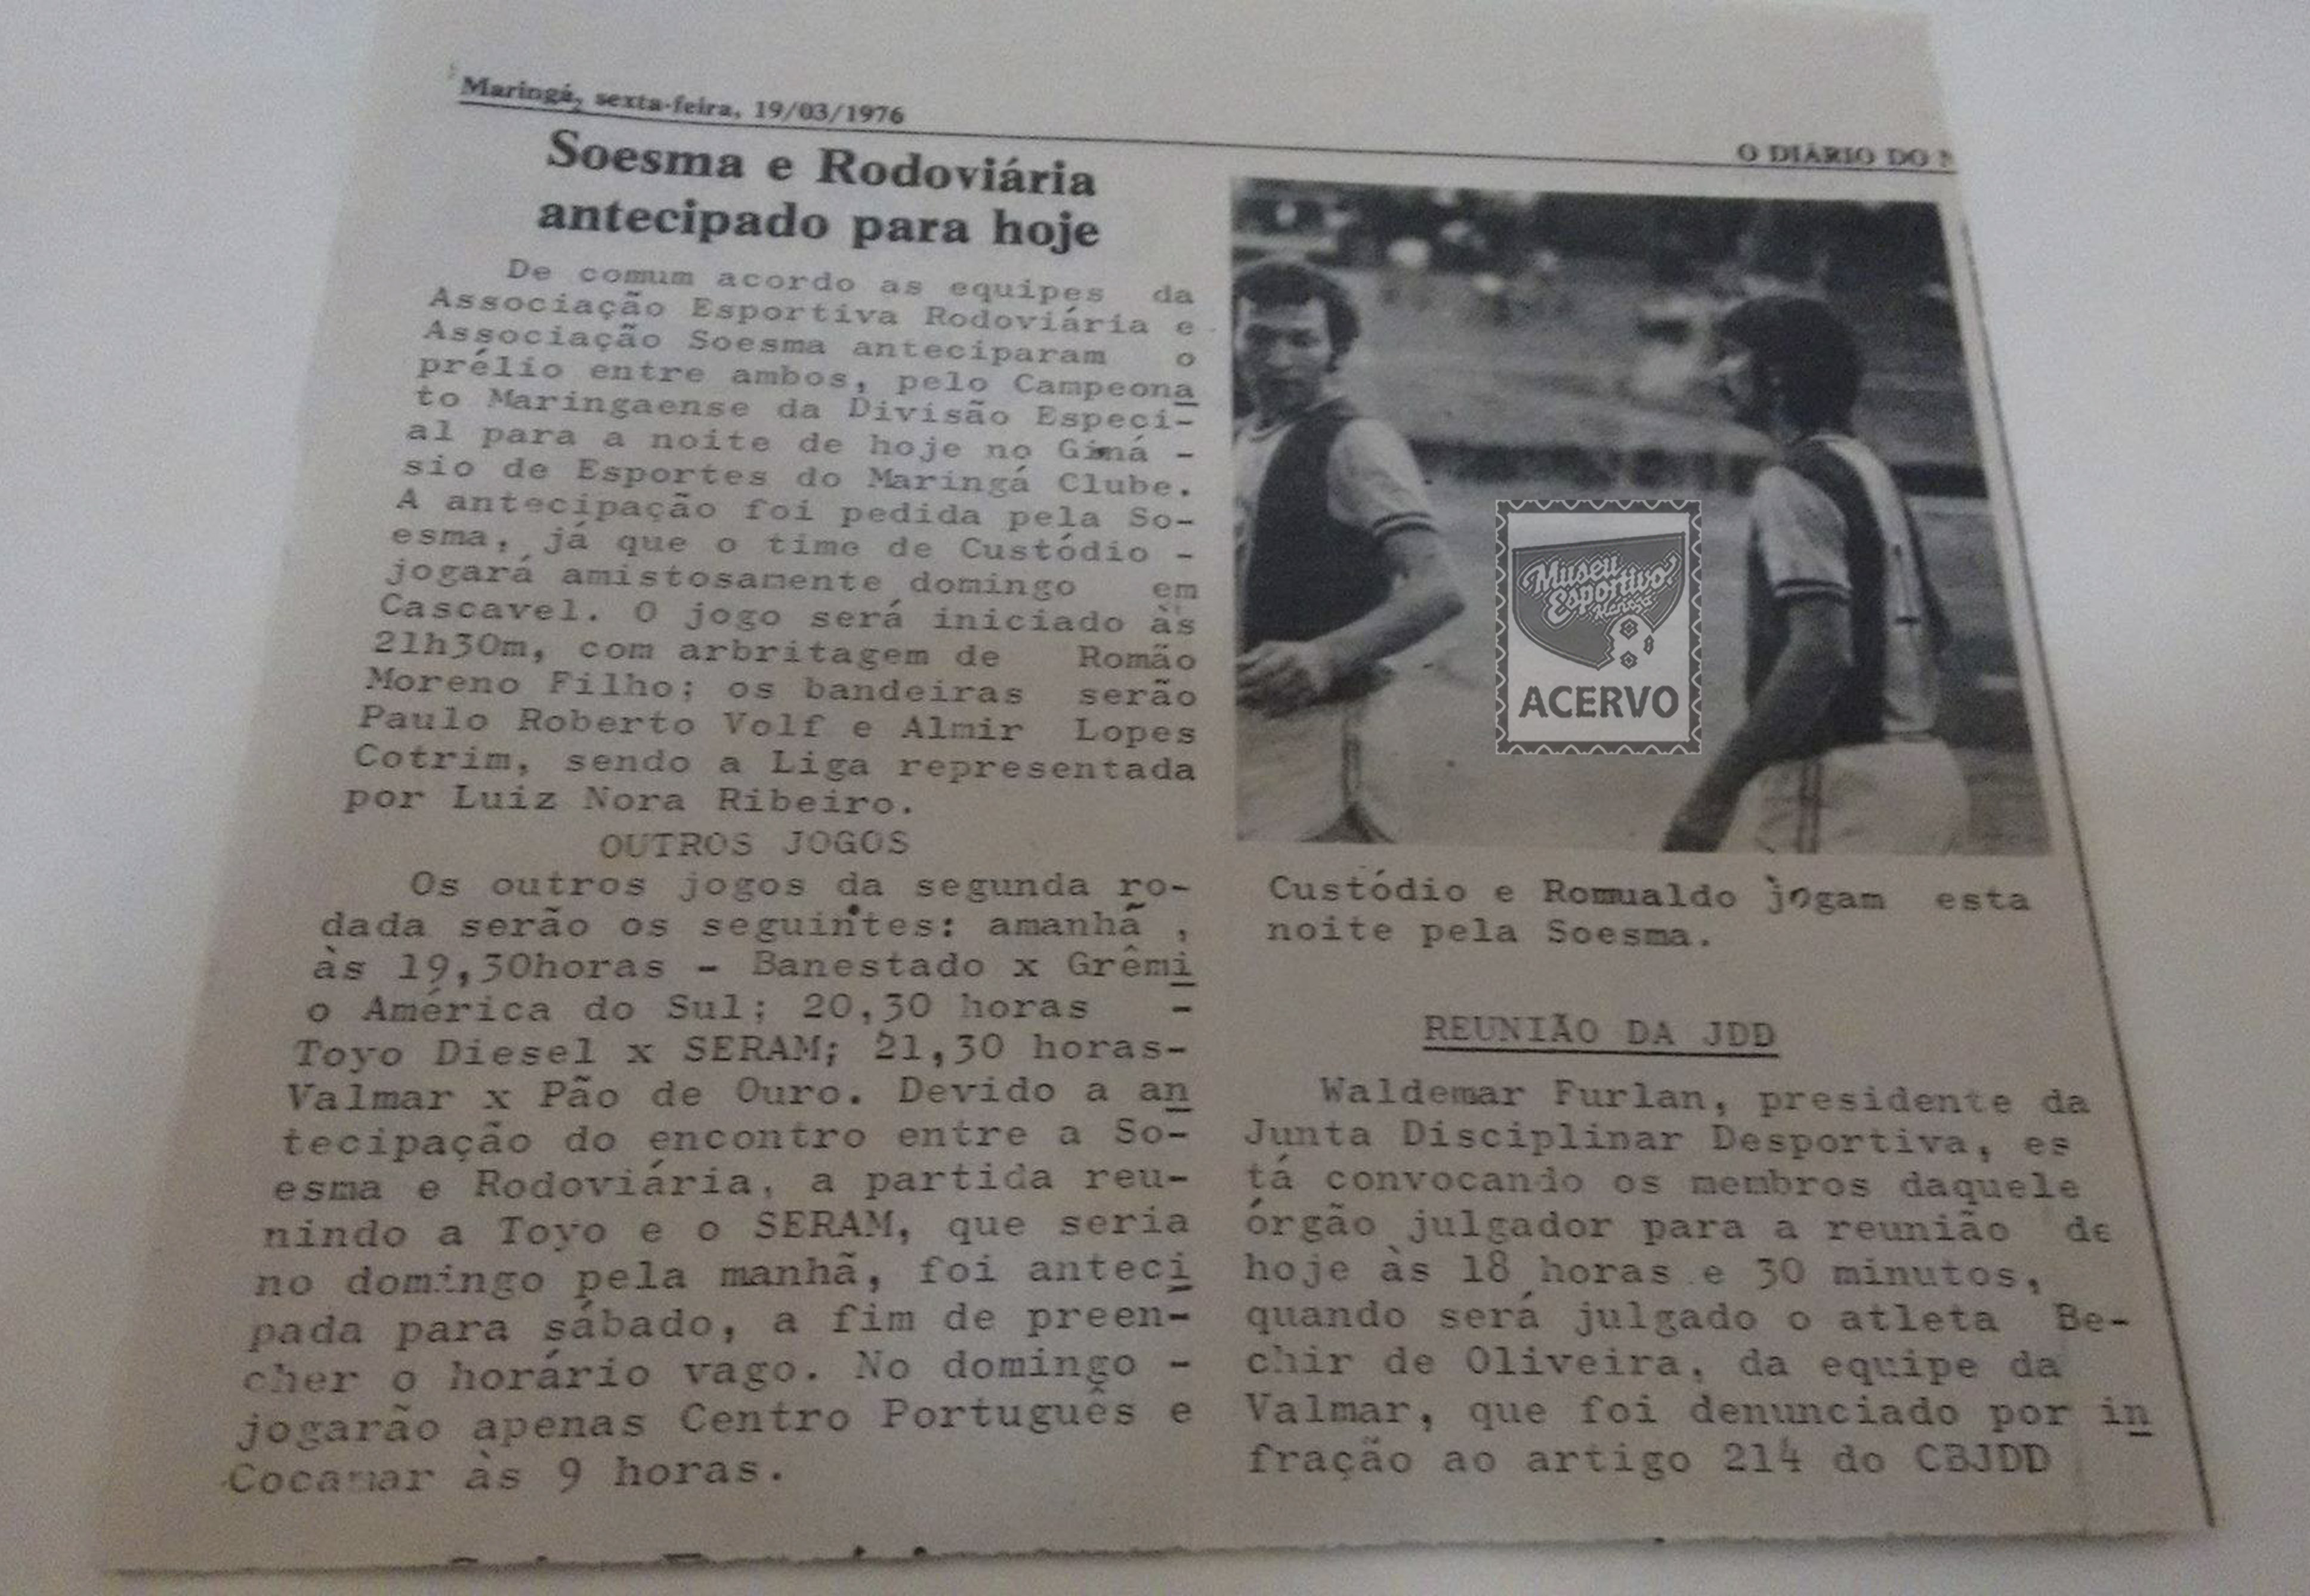 Maringá, sexta-feira, 19/03/1976
O DIÁRIO DO
Soesma e Rodoviária
antecipado para hoje
De comum acordo as equipes da
Associação Esportiva Rodoviária e
Associação Soesma anteciparam o
prélio entre ambos, pelo Campeona
to Maringaense da Divisão Especi-
al para a noite de hoje no Giná -
sio de Esportes do Maringá Clube.
A antecipação foi pedida pela So-
esma, já que o time de Custódio -
jogará amistosamente domingo em
Cascavel. O jogo será iniciado às
21h30m, com arbritagem de Romão
Moreno Filho; os bandeiras serão
Paulo Roberto Volf e Almir Lopes
Cotrim, sendo a Liga representada
por Luiz Nora Ribeiro.
OUTROS JOGOS
Os outros jogos da segunda ro-
dada serão os seguintes: amanhã ,
às 19,30horas - Banestado x Grêmi
o América do Sul; 20,30 horas -
Toyo Diesel x SERAM; 21,30 horas-
Valmar x Pão de Ouro. Devido a an
tecipação do encontro entre a So-
esma e Rodoviária, a partida reu-
nindo a Toyo e o SERAM, que seria
no domingo pela manhã, foi anteci
pada para sábado, a fim de preen-
cher o horário vago. No domingo -
jogarão apenas Centro Português e
Cocamar às 9 horas.
Museu
Esportivo
Maringá
ACERVO
Custódio e Romualdo jogam esta
noite pela Soesma.
REUNIÃO DA JDD
Waldemar Furlan, presidente da
Junta Disciplinar Desportiva, es
tá convocando os membros daquele
órgão julgador para a reunião de
hoje às 18 horas e 30 minutos,
quando será julgado o atleta Be-
chir de Oliveira, da equipe da
Valmar, que foi denunciado por in
fração ao artigo 214 do CBJDD